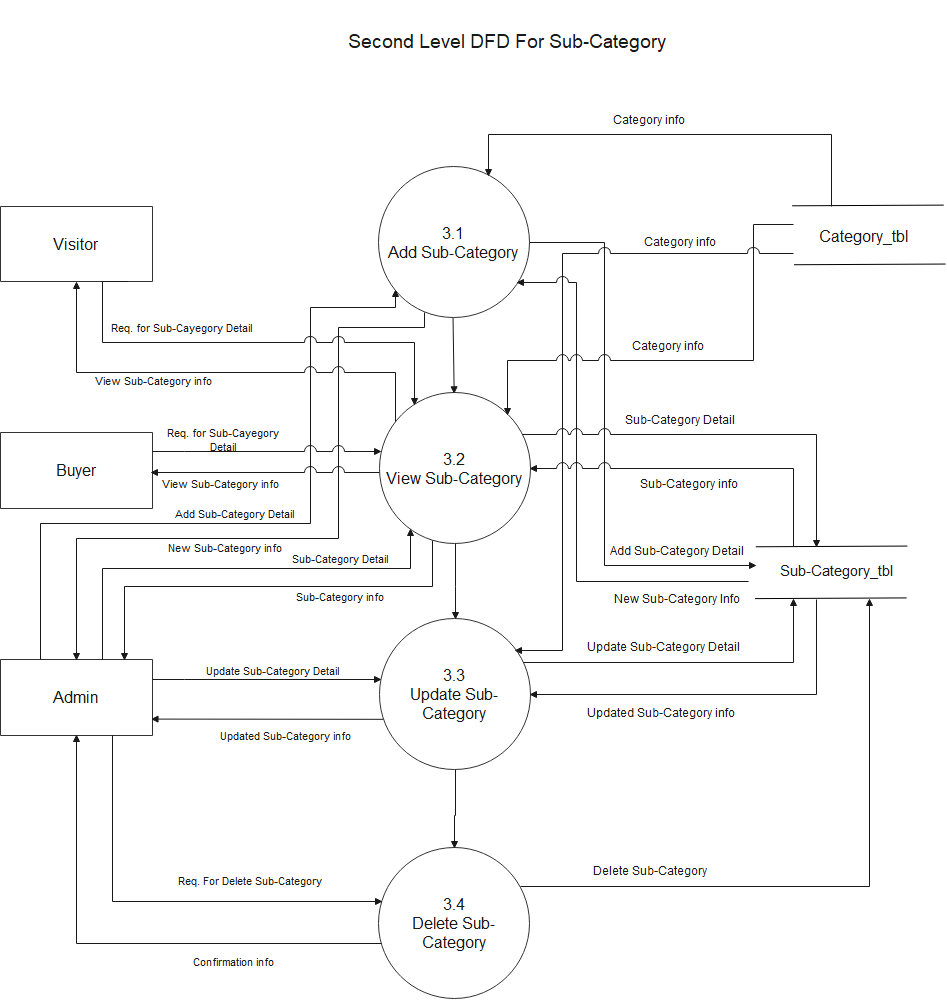 Second Level DFD For Sub-Category
Category info
3.1
Add Sub-Category
Visitor
Category_tbl
Category info
Req. for Sub-Cayegory Detail
Category info
View Sub-Category info
Sub-Category Detail
Req. for Sub-Cayegory
Detail
3.2
View Sub-Category
Buyer
View Sub-Category info
Sub-Category info
Add Sub-Category Detail
New Sub-Category info
Add Sub-Category Detail
Sub-Category Detail
Sub-Category_tbl
Sub-Category info
New Sub-Category Info
Update Sub-Category Detail
Update Sub-Category Detail
3.3
Update Sub-
Category
Admin
Updated Sub-Category info
Updated Sub-Category info
Delete Sub-Category
Req. For Delete Sub-Category
3.4
Delete Sub-
Category
Confirmation info